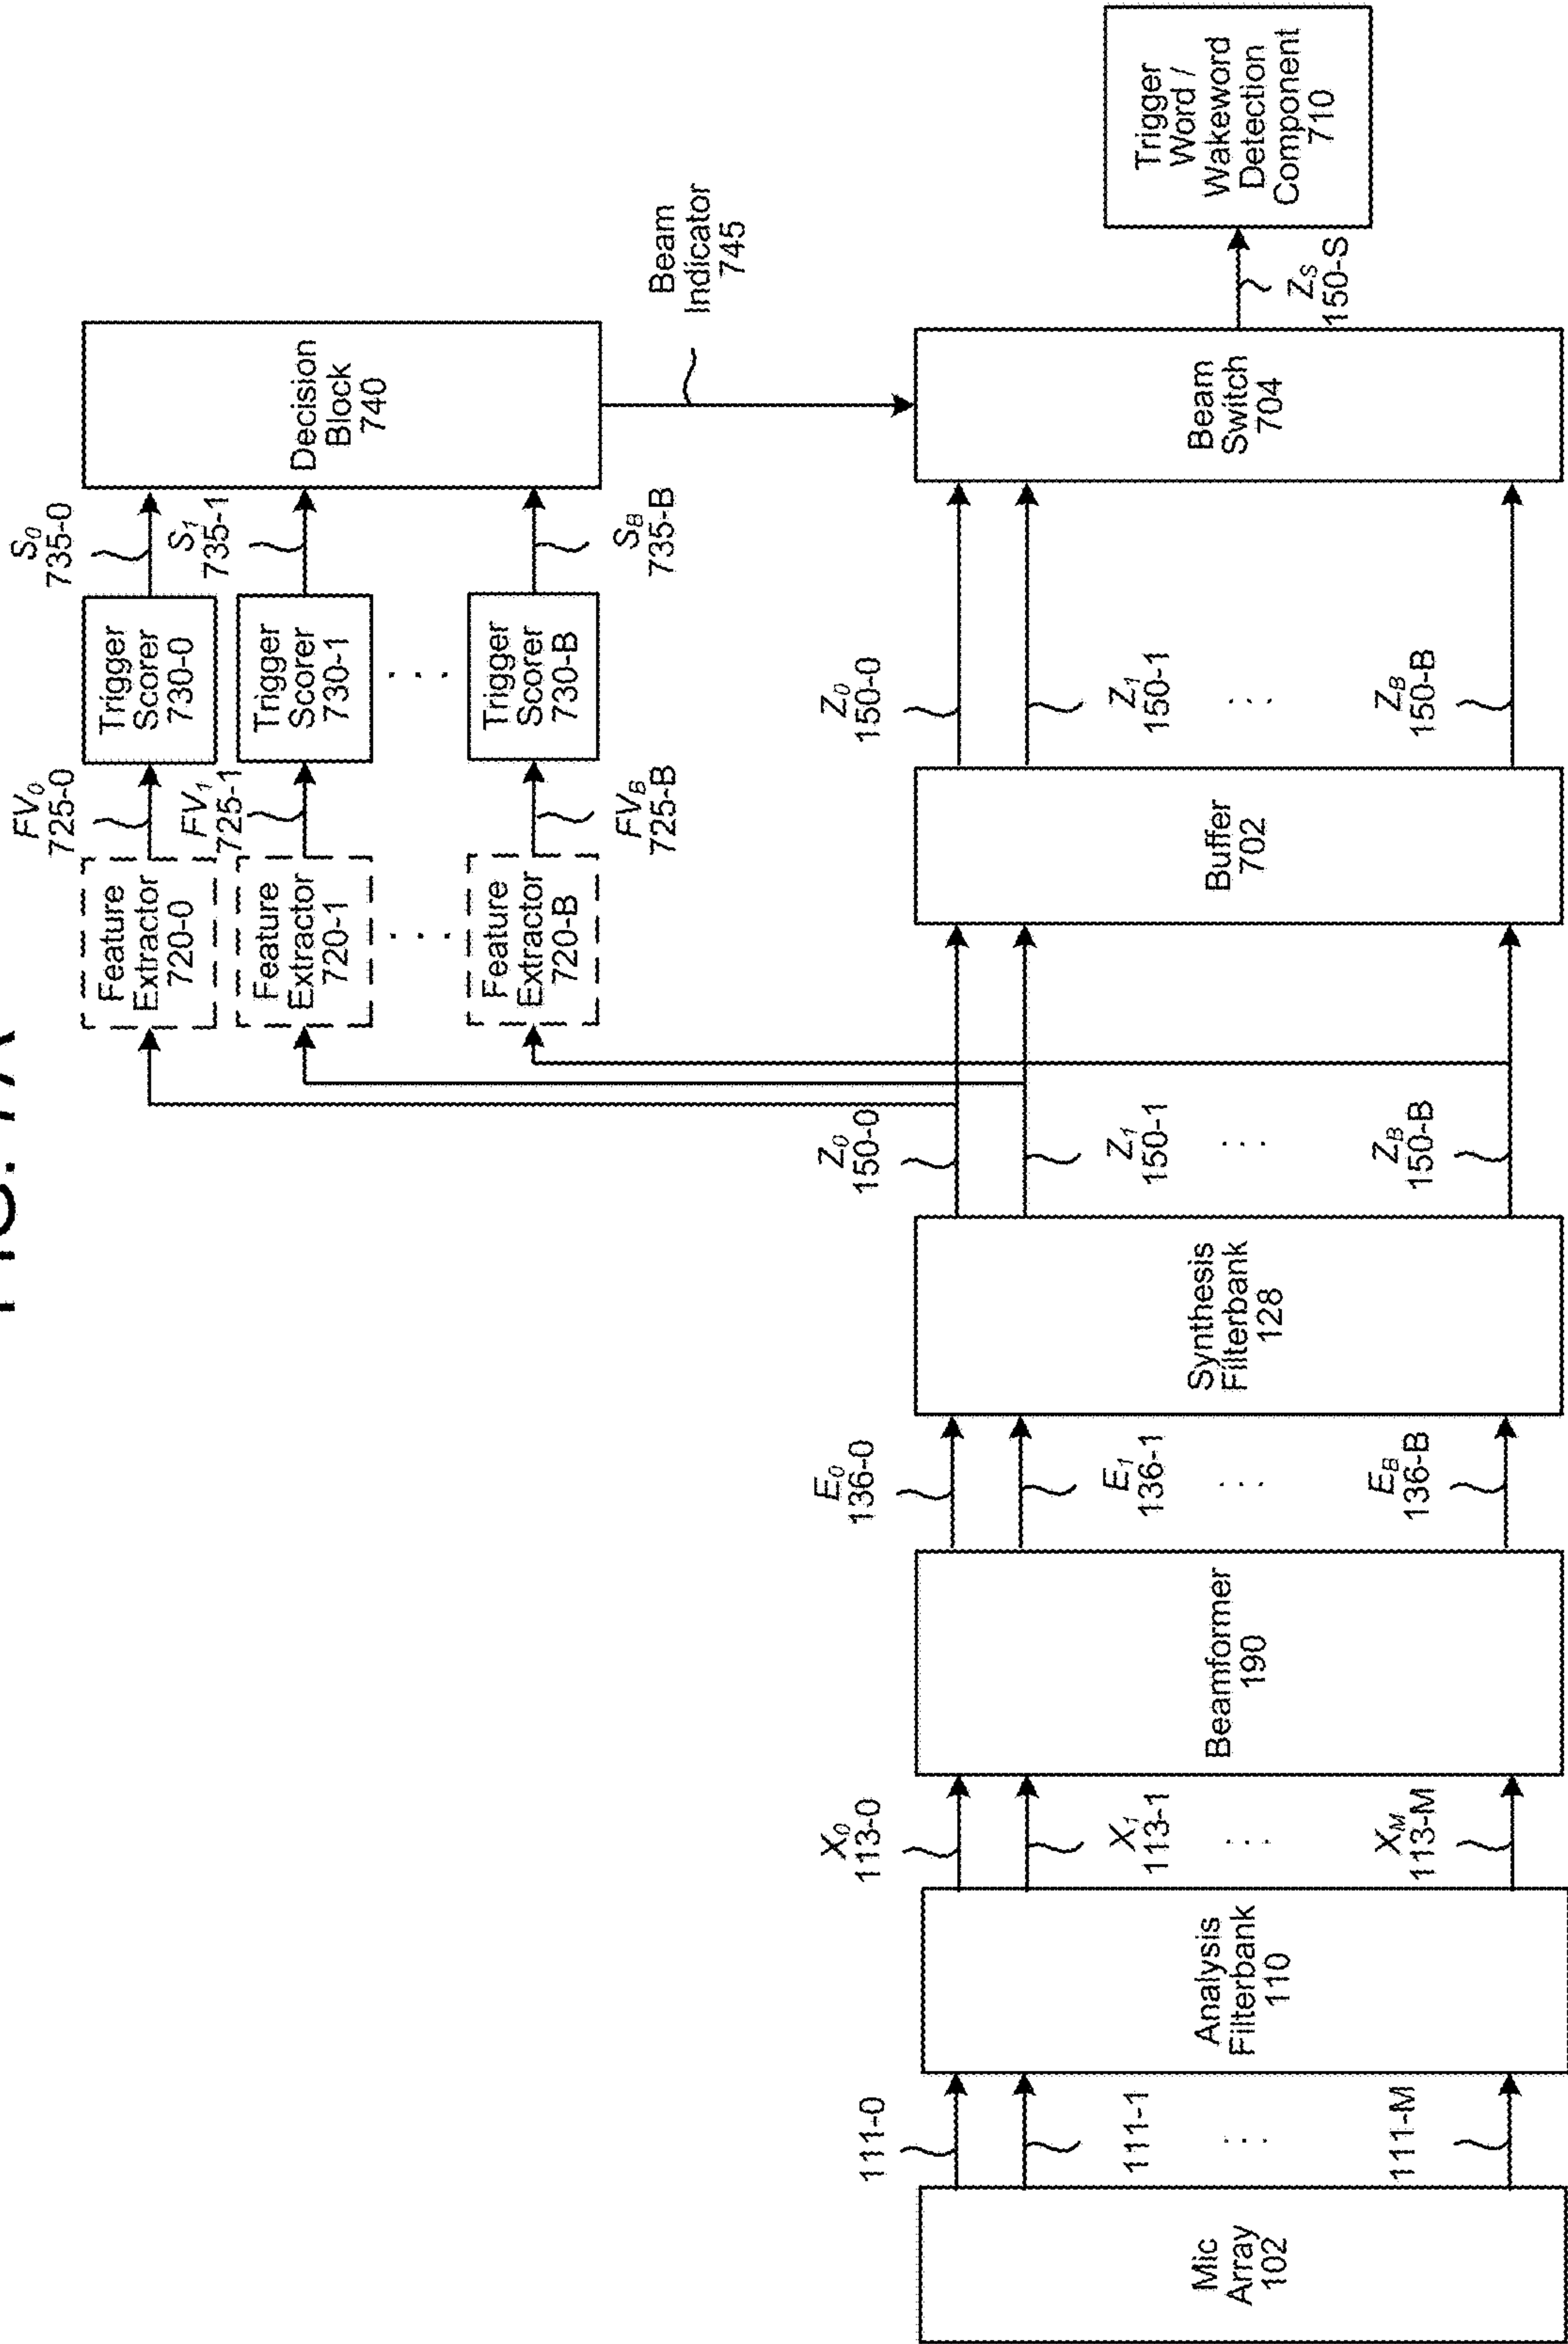 FIG. 7A
Feature
Extractor
720-0
FV0
725-0
Trigger
Scorer
730-0
S0
735-0
Feature
Extractor
720-1
FV1
725-1
Trigger
Scorer
730-1
S1
735-1
. . .
. . .
Feature
Extractor
720-B
FVB
725-B
Trigger
Scorer
730-B
SB
735-B
Decision
Block
740
Beam
Indicator
745
Mic
Array
102
111-0
111-1
. . .
111-M
Analysis
Filterbank
110
X0
113-0
X1
113-1
. . .
XM
113-M
Beamformer
190
E0
136-0
E1
136-1
. . .
EB
136-B
Synthesis
Filterbank
128
Z0
150-0
Z1
150-1
. . .
ZB
150-B
Buffer
702
Z0
150-0
Z1
150-1
. . .
ZB
150-B
Beam
Switch
704
ZS
150-S
Trigger
Word /
Wakeword
Detection
Component
710